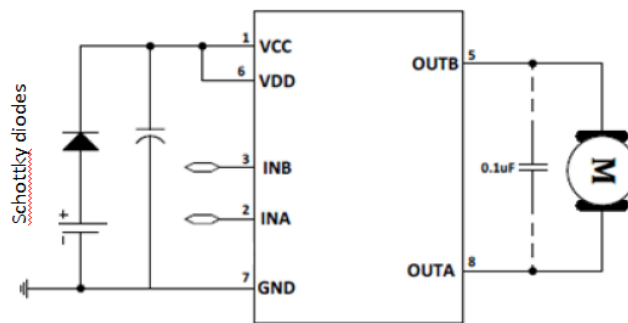 Schottky diodes
+
-
1 VCC
6 VDD
3 INB
2 INA
7 GND
OUTB 5
OUTA 8
0.1uF
M